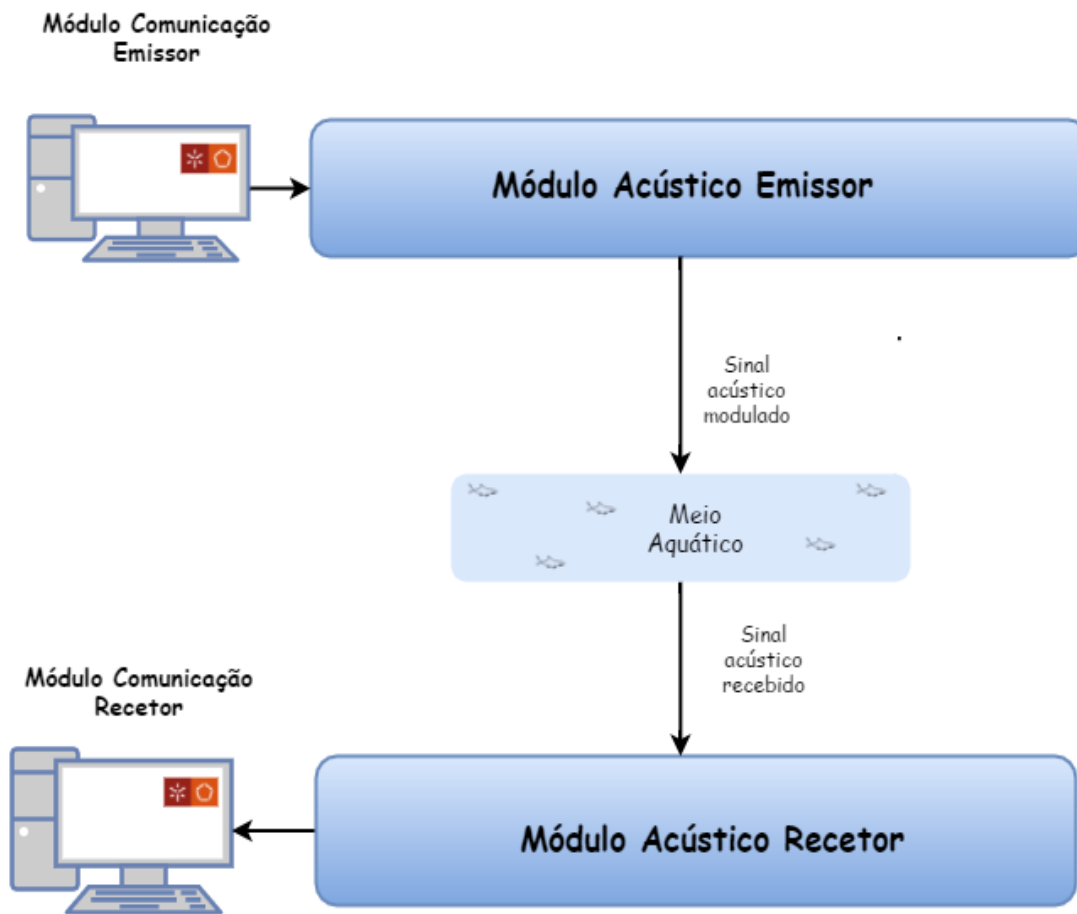 Módulo Comunicação
Emissor
Módulo Acústico Emissor
Sinal
acústico
modulado
Meio
Aquático
Sinal
acústico
recebido
Módulo Comunicação
Recetor
Módulo Acústico Recetor